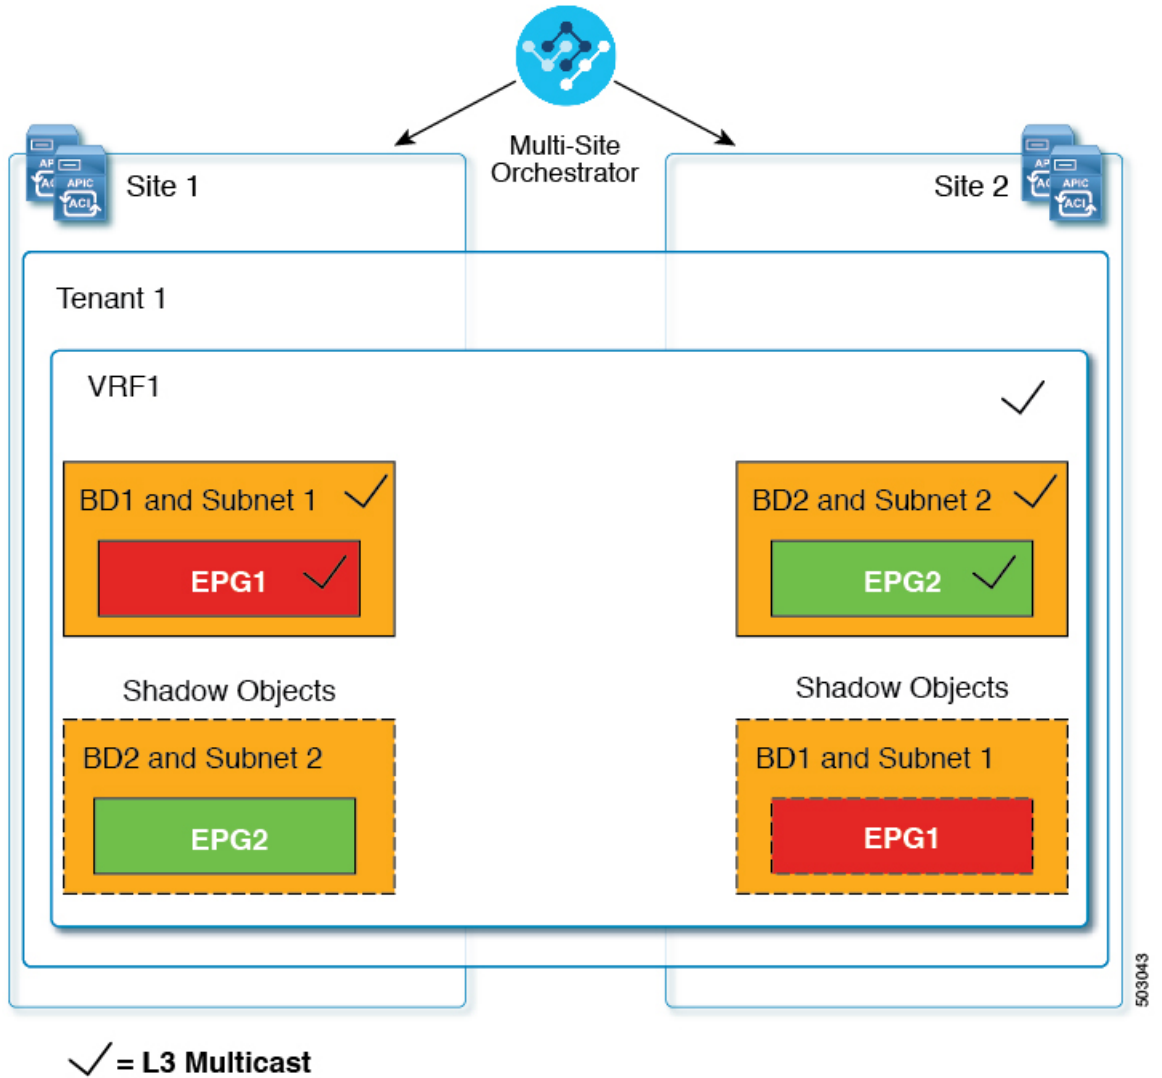 Multi-Site
Orchestrator
APIC
ACI
Site 1
Site 2
APIC
ACI
Tenant 1
VRF1
BD1 and Subnet 1
EPG1
BD2 and Subnet 2
EPG2
Shadow Objects
Shadow Objects
BD2 and Subnet 2
EPG2
BD1 and Subnet 1
EPG1
503043
= L3 Multicast